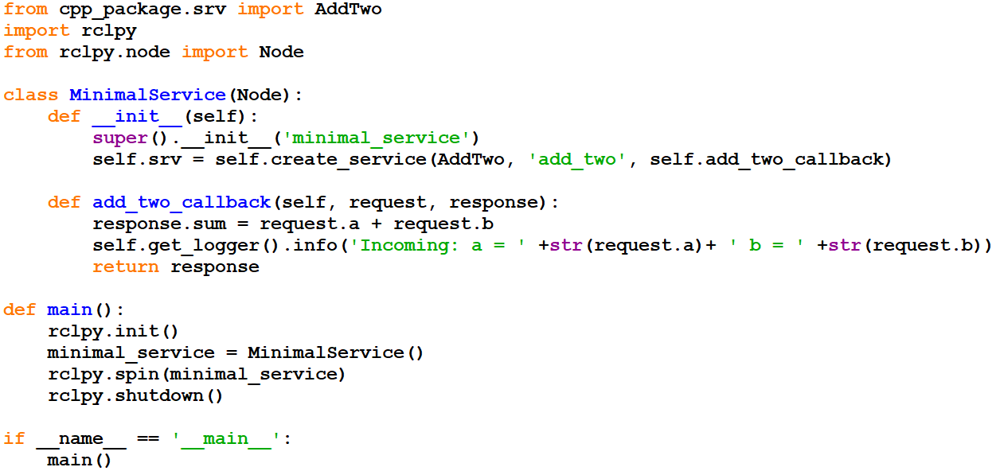 from cpp_package.srv import AddTwo
import rclpy
from rclpy.node import Node

class MinimalService(Node):
    def __init__(self):
        super().__init__('minimal_service')
        self.srv = self.create_service(AddTwo, 'add_two', self.add_two_callback)

    def add_two_callback(self, request, response):
        response.sum = request.a + request.b
        self.get_logger().info('Incoming: a = ' +str(request.a)+ ' b = ' +str(request.b))
        return response

def main():
    rclpy.init()
    minimal_service = MinimalService()
    rclpy.spin(minimal_service)
    rclpy.shutdown()

if __name__ == '__main__':
    main()